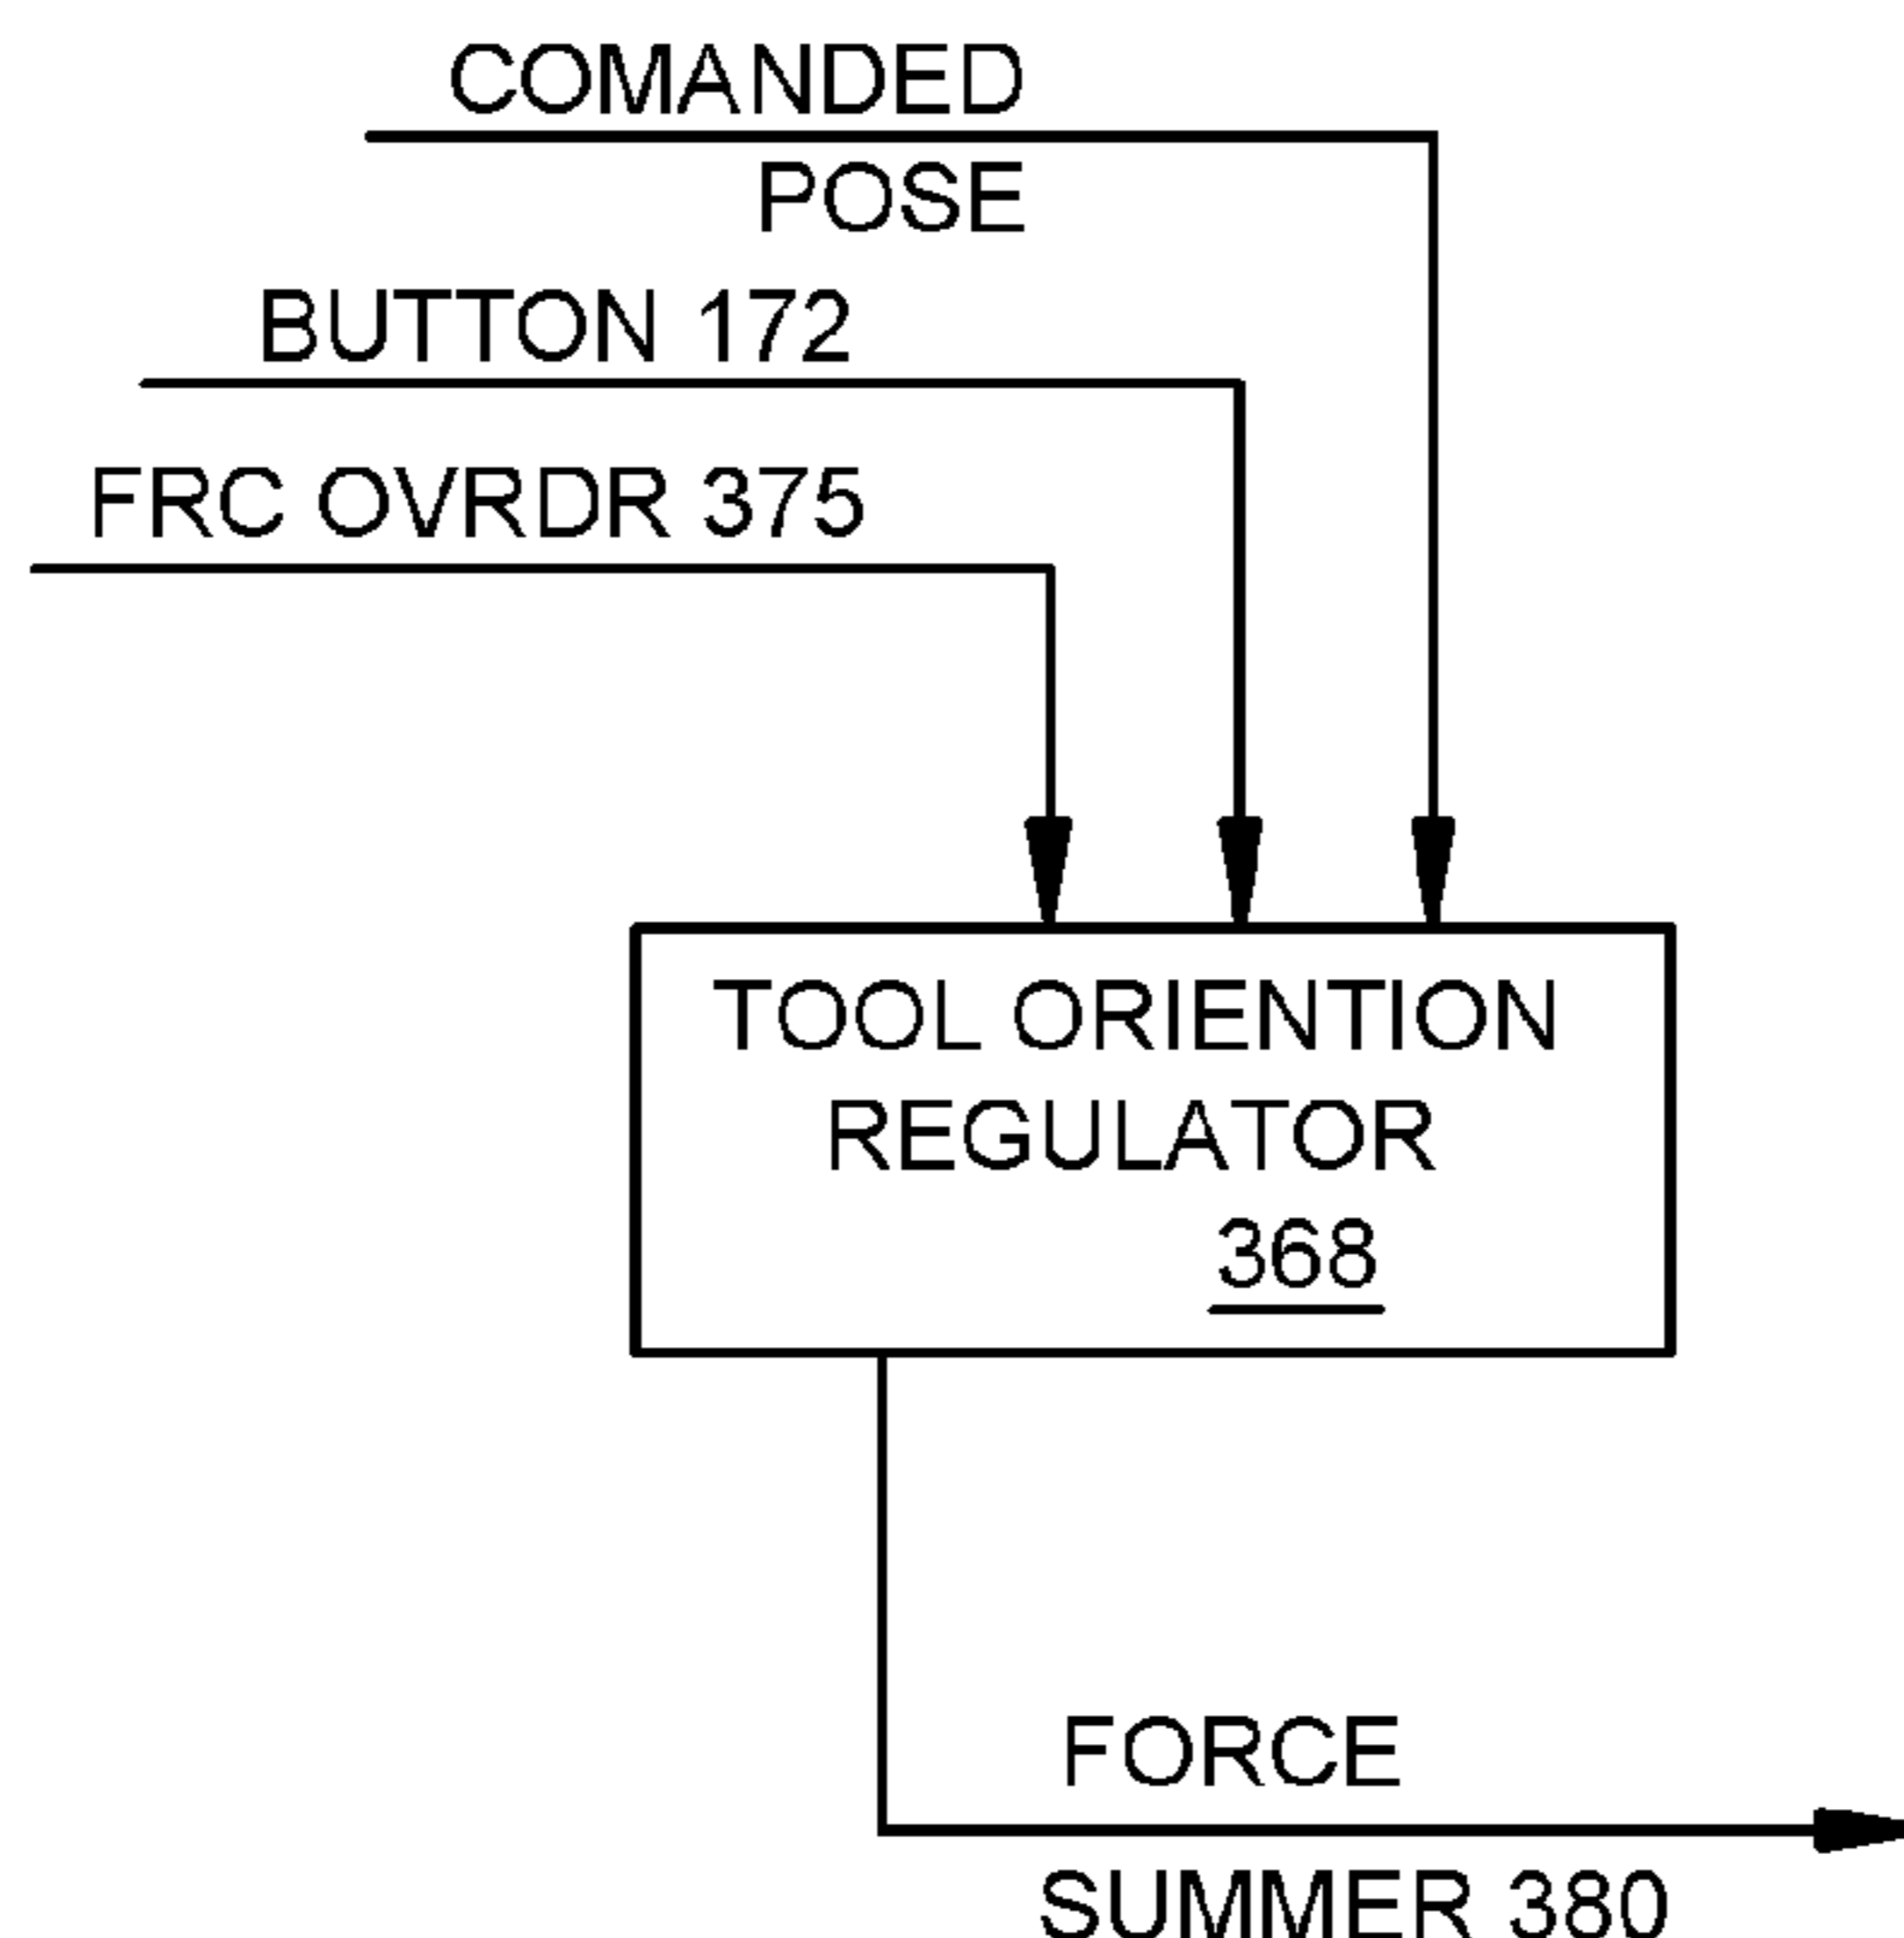 COMANDED
POSE
BUTTON 172
FRC OVRDR 375
TOOL ORIENTION
REGULATOR
368
FORCE
SUMMER 380